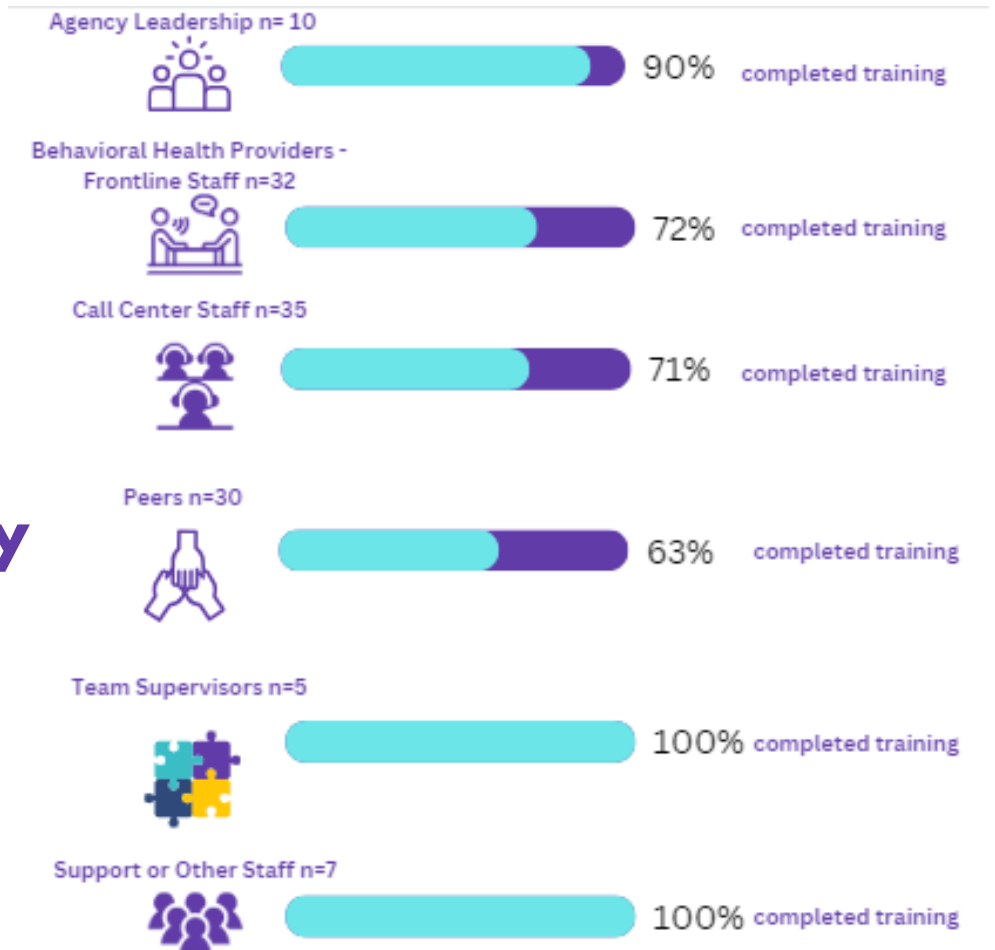 Agency Leadership n= 10
90% completed training
Behavioral Health Providers -
Frontline Staff n=32
72% completed training
Call Center Staff n=35
71% completed training
Peers n=30
y
63% completed training
Team Supervisors n=5
100% completed training
Support or Other Staff n=7
100% completed training